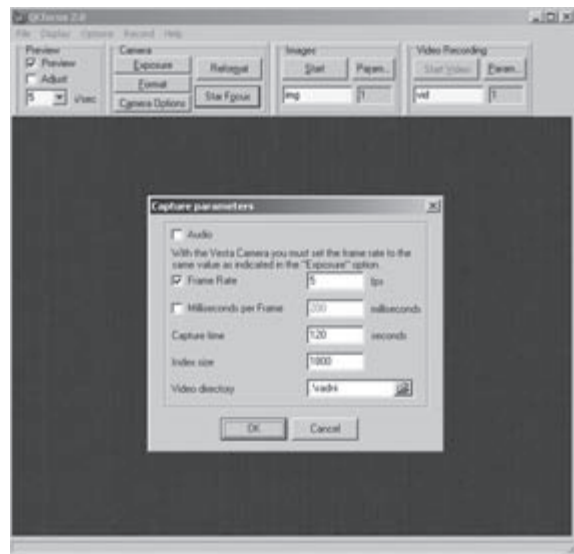 QCFocus 2.0
File Display Options Record Help
Preview
Preview
Adjust
5 i/sec
Camera
Exposure
Format
Camera Options
Reformat
Star Focus
Images
Start Param...
img 1
Video Recording
Start Video Param...
vid 1
Capture parameters
Audio
With the Vesta Camera you must set the frame rate to the
same value as indicated in the "Exposure" option.
Frame Rate 5 fps
Milliseconds per Frame 200 milliseconds
Capture time 120 seconds
Index size 1800
Video directory
OK Cancel